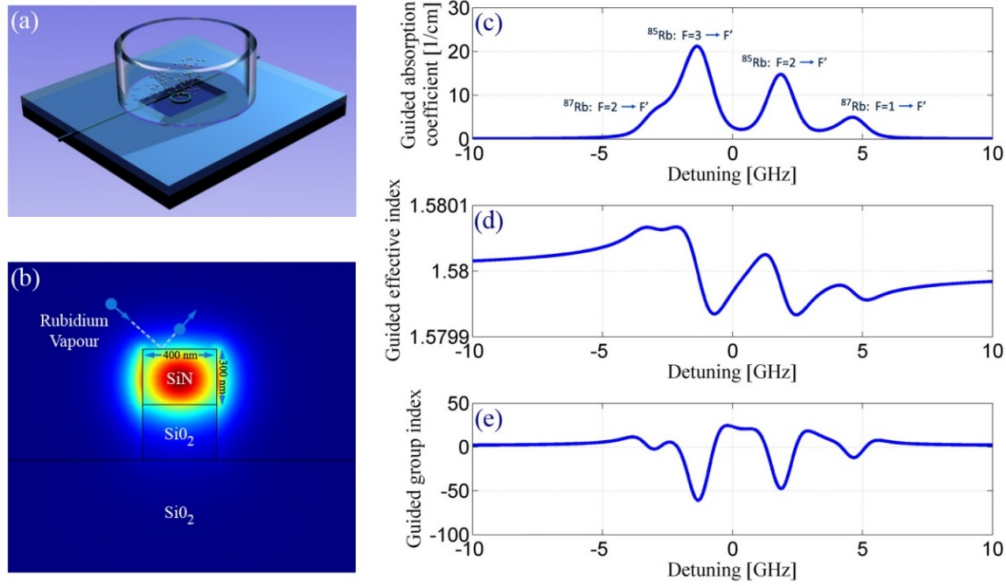 (a)
(b)
Rubidium
Vapour
400 nm
300 nm
SiN
Si0₂
Si0₂
(c)
Guided absorption
coefficient [1/cm]
30
20
10
0
⁸⁷Rb: F=2 → F'
⁸⁵Rb: F=3 → F'
⁸⁵Rb: F=2 → F'
⁸⁷Rb: F=1 → F'
-10 -5 0 5 10
Detuning [GHz]
(d)
Guided effective index
1.5801
1.58
1.5799
-10 -5 0 5 10
Detuning [GHz]
(e)
Guided group index
50
0
-50
-100
-10 -5 0 5 10
Detuning [GHz]